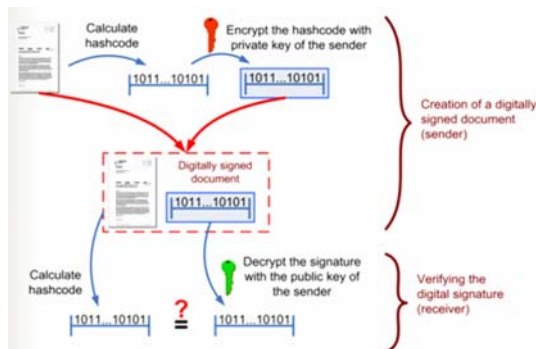 Calculate
hashcode
Encrypt the hashcode with
private key of the sender
1011...10101
1011...10101
Creation of a digitally
signed document
(sender)
Digitally signed
document
1011...10101
Calculate
hashcode
Decrypt the signature
with the public key of
the sender
Verifying the
digital signature
(receiver)
1011...10101
?
=
1011...10101